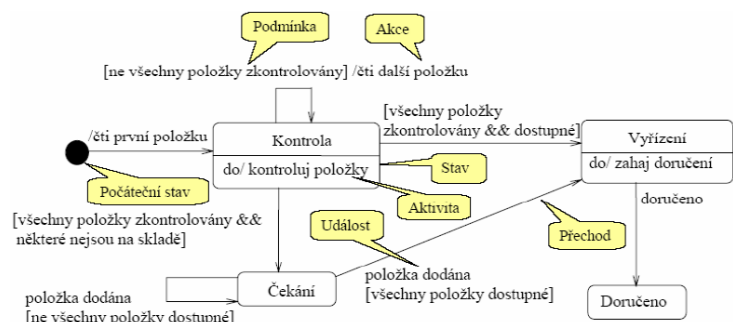 Podmínka
Akce
[ne všechny položky zkontrolovány] /čti další položku
/čti první položku
Kontrola
do/ kontroluj položky
[všechny položky
zkontrolovány && dostupné]
Vyřízení
do/ zahaj doručení
Stav
Aktivita
Počáteční stav
doručeno
[všechny položky zkontrolovány &&
některé nejsou na skladě]
Událost
Přechod
Čekání
položka dodána
[všechny položky dostupné]
položka dodána
[ne všechny položky dostupné]
Doručeno